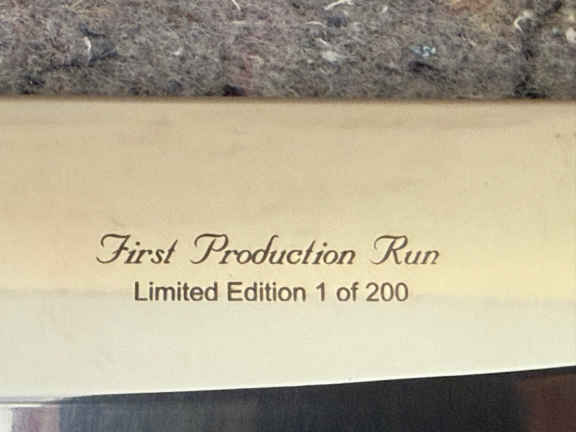 First Production Run
Limited Edition 1 of 200